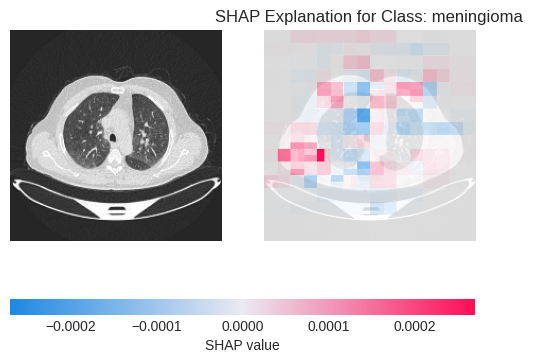 SHAP Explanation for Class: meningioma
−0.0002 −0.0001 0.0000 0.0001 0.0002
SHAP value